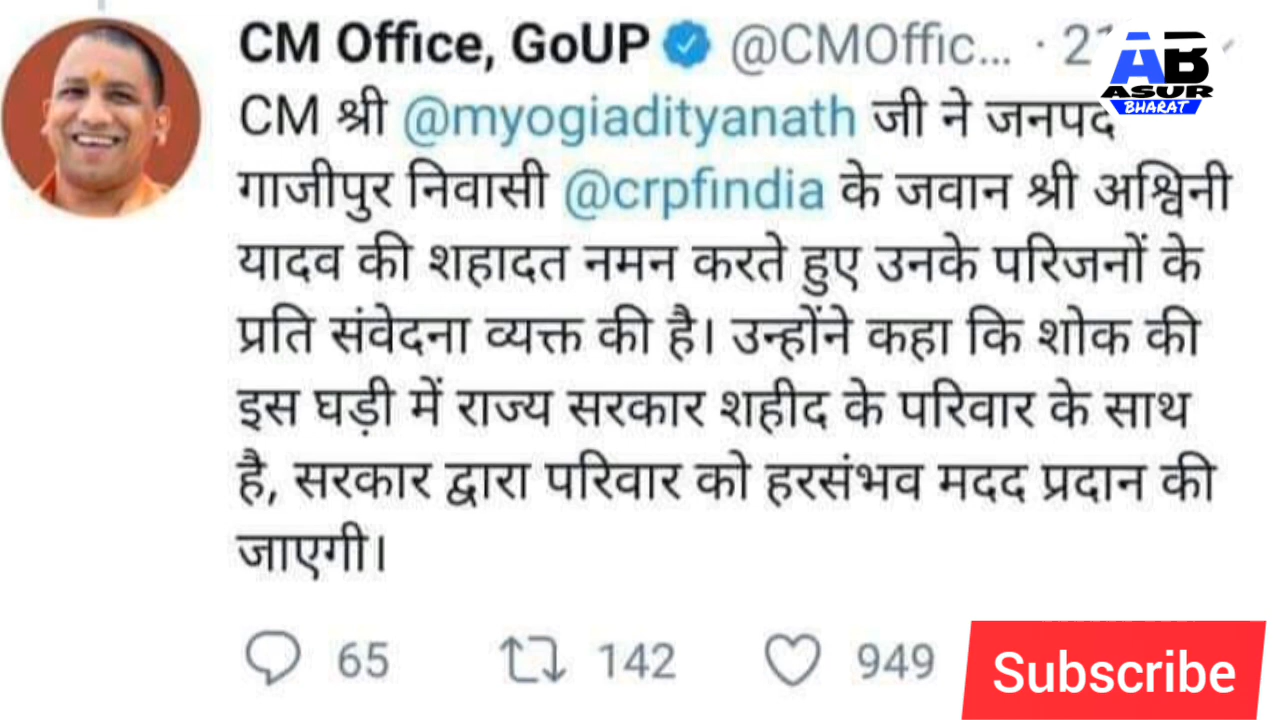 CM Office, GoUP @CMOffic... ·
AB
ASUR
BHARAT
CM श्री @myogiadityanath जी ने जनपद
गाजीपुर निवासी @crpfindia के जवान श्री अश्विनी
यादव की शहादत नमन करते हुए उनके परिजनों के
प्रति संवेदना व्यक्त की है। उन्होंने कहा कि शोक की
इस घड़ी में राज्य सरकार शहीद के परिवार के साथ
है, सरकार द्वारा परिवार को हरसंभव मदद प्रदान की
जाएगी।
65 142 949
Subscribe